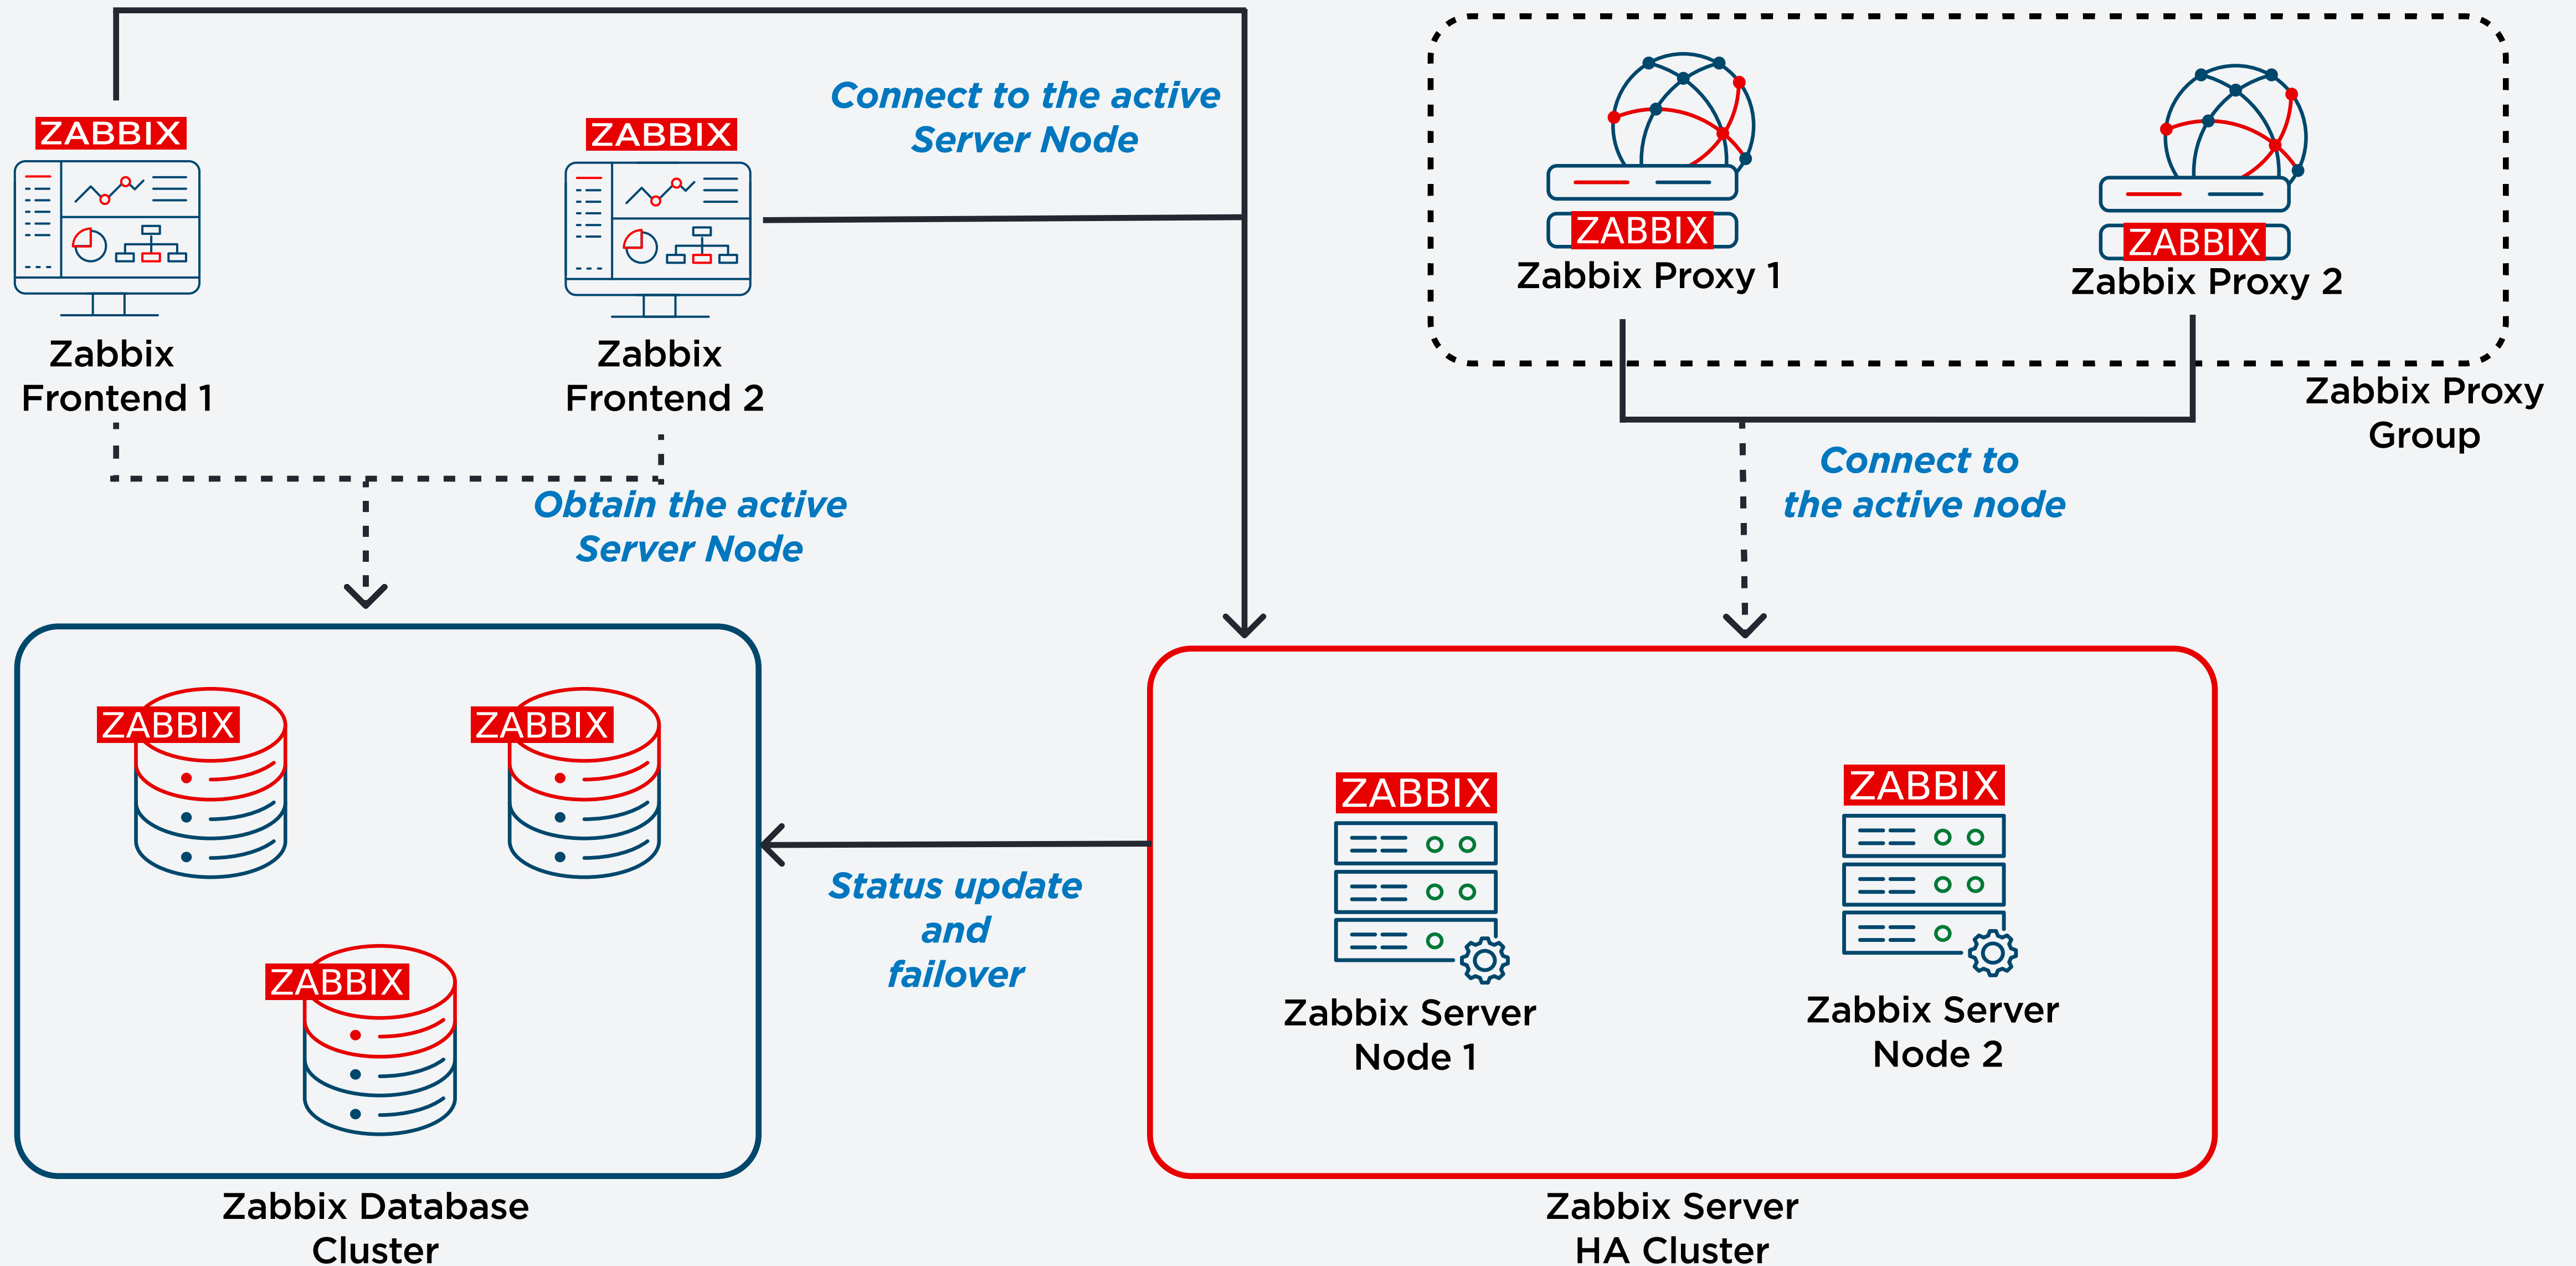 ZABBIX
Zabbix
Frontend 1
ZABBIX
Zabbix
Frontend 2
Connect to the active
Server Node
ZABBIX
Zabbix Proxy 1
ZABBIX
Zabbix Proxy 2
Zabbix Proxy
Group
Connect to
the active node
Obtain the active
Server Node
ZABBIX
ZABBIX
ZABBIX
Zabbix Database
Cluster
Status update
and
failover
ZABBIX
Zabbix Server
Node 1
ZABBIX
Zabbix Server
Node 2
Zabbix Server
HA Cluster